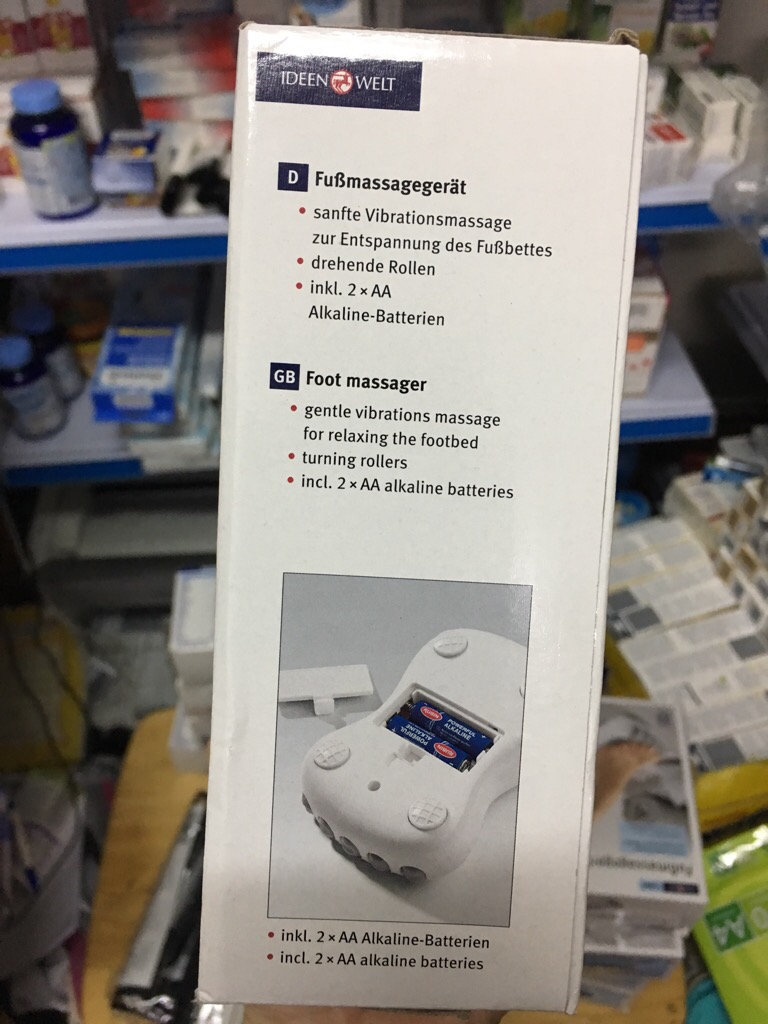 IDEEN WELT
D Fußmassagegerät
• sanfte Vibrationsmassage
zur Entspannung des Fußbettes
• drehende Rollen
• inkl. 2 × AA
Alkaline-Batterien
GB Foot massager
• gentle vibrations massage
for relaxing the footbed
• turning rollers
• incl. 2 × AA alkaline batteries
POWERFUL
ALKALINE
POWERFUL
ALKALINE
• inkl. 2 × AA Alkaline-Batterien
• incl. 2 × AA alkaline batteries
Fußmassagegerät
A4